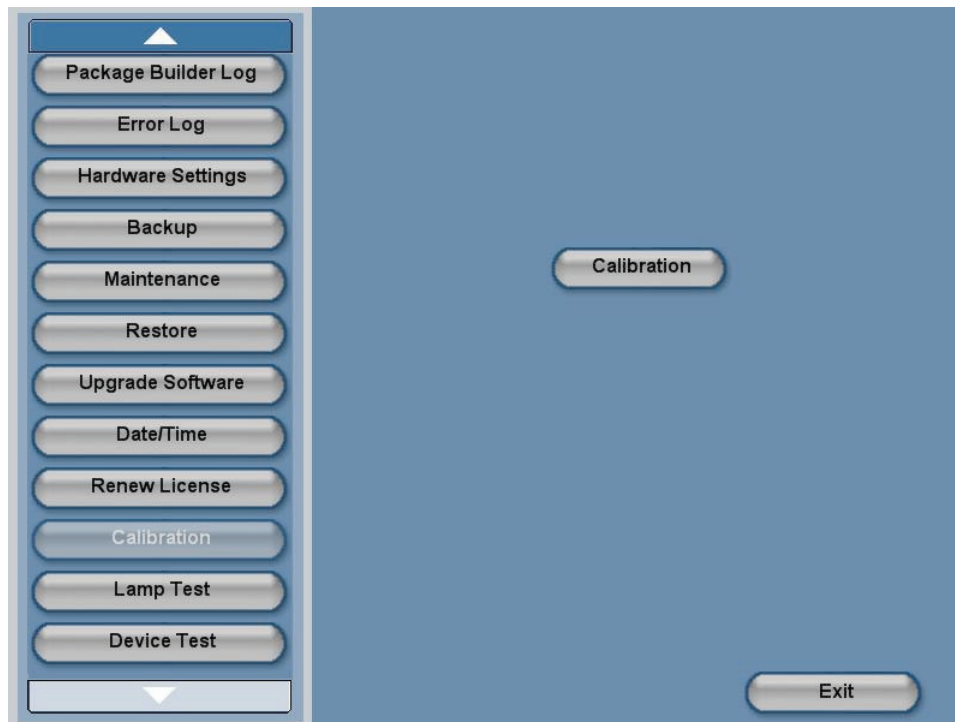 Package Builder Log
Error Log
Hardware Settings
Backup
Maintenance
Restore
Upgrade Software
Date/Time
Renew License
Calibration
Lamp Test
Device Test
Calibration
Exit